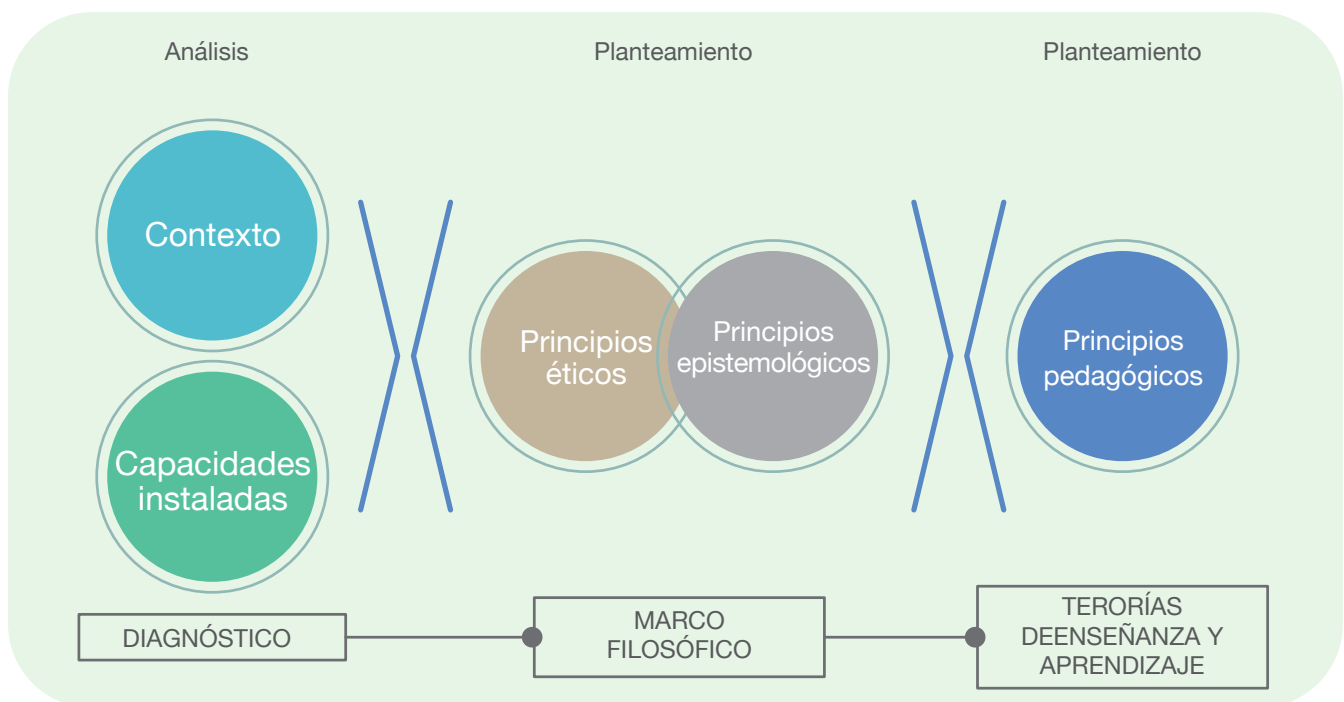 Análisis
Planteamiento
Planteamiento
Contexto
Capacidades
instaladas
Principios
éticos
Principios
epistemológicos
Principios
pedagógicos
DIAGNÓSTICO
MARCO
FILOSÓFICO
TERORÍAS
DEENSEÑANZA Y
APRENDIZAJE